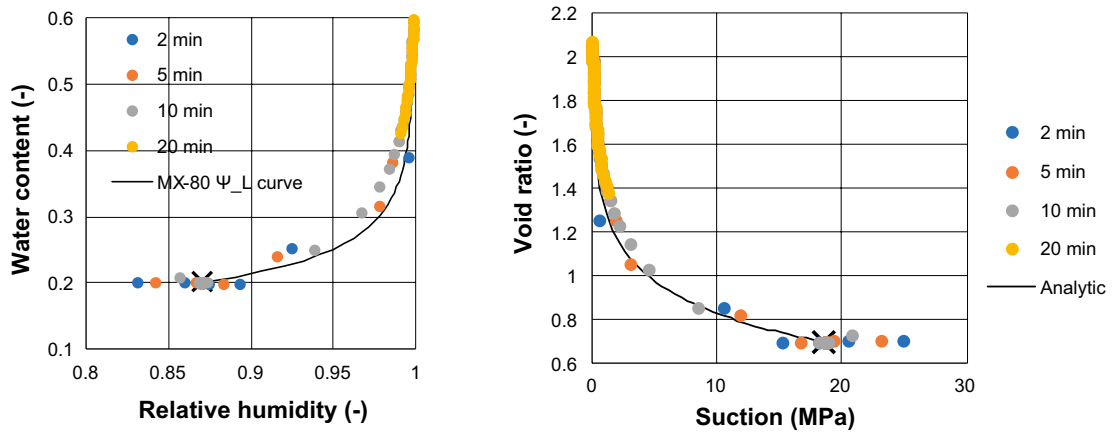 0.6
0.5
0.4
0.3
0.2
0.1
Water content (-)
2 min
5 min
10 min
20 min
MX-80 Ψ_L curve
0.8
0.85
0.9
0.95
1
Relative humidity (-)
2.2
2
1.8
1.6
1.4
1.2
1
0.8
0.6
Void ratio (-)
0
10
20
30
Suction (MPa)
2 min
5 min
10 min
20 min
Analytic